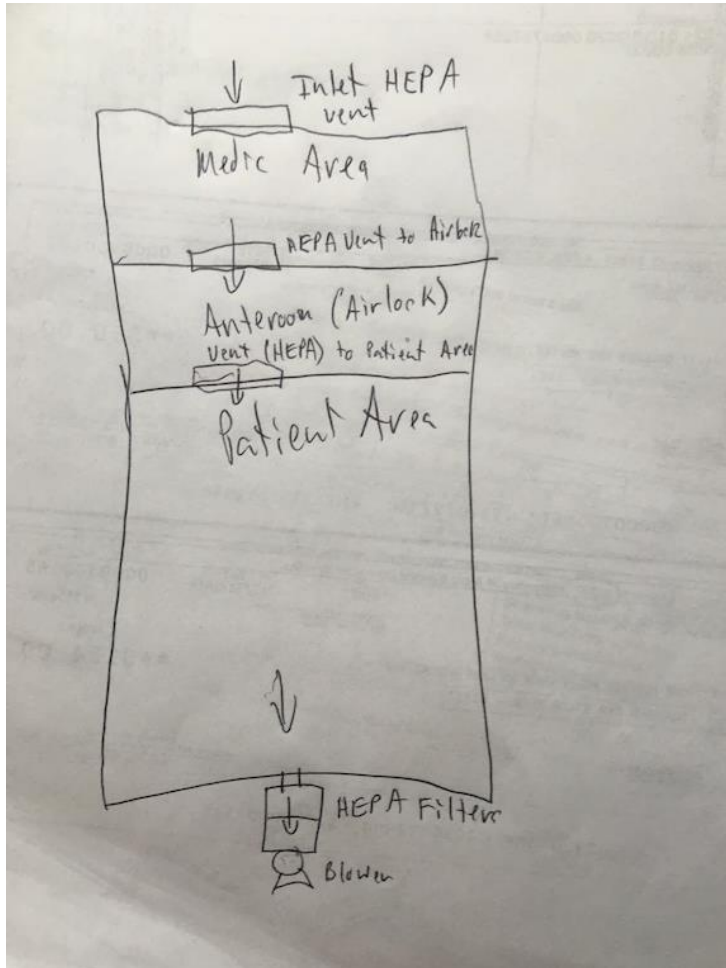 Inlet HEPA
vent
Medic Area
HEPA Vent to Airlock
Anteroom (Airlock)
Vent (HEPA) to Patient Area
Patient Area
HEPA Filters
Blower